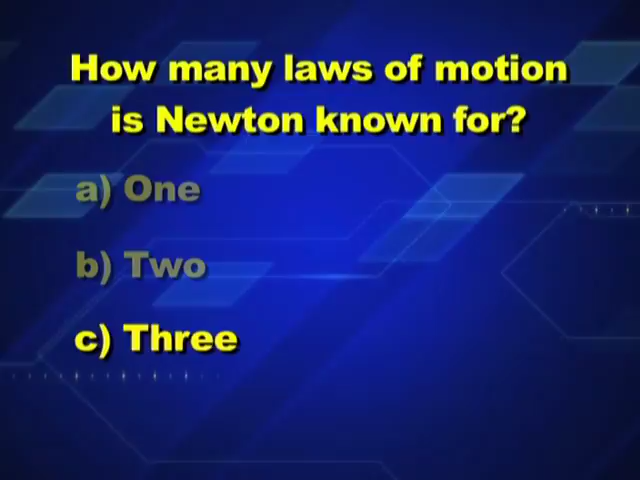 How many laws of motion
is Newton known for?
a) One
b) Two
c) Three